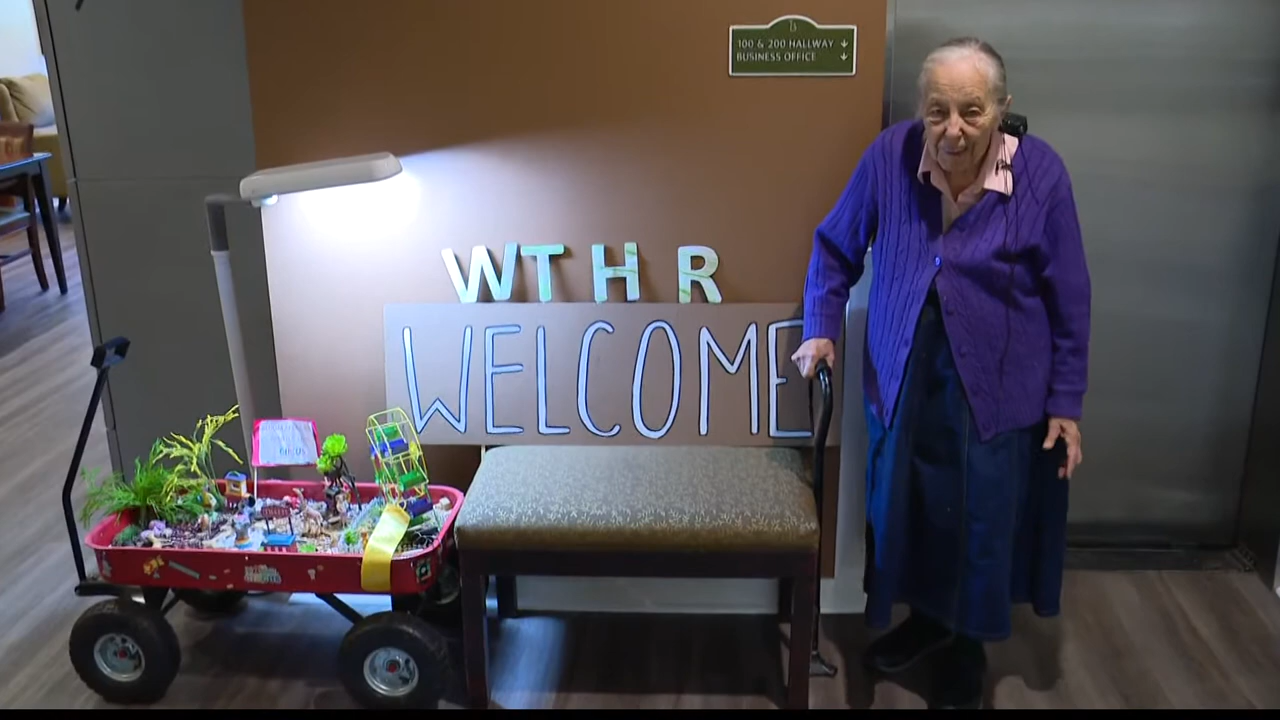 100 & 200 HALLWAY ↓
BUSINESS OFFICE ↓
WTHR
WELCOME